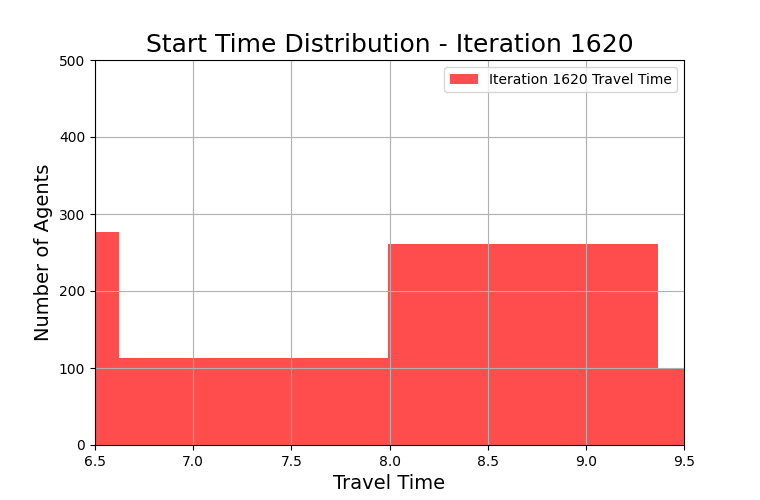 Start Time Distribution - Iteration 1620
Iteration 1620 Travel Time
Number of Agents
500
400
300
200
100
0
6.5 7.0 7.5 8.0 8.5 9.0 9.5
Travel Time